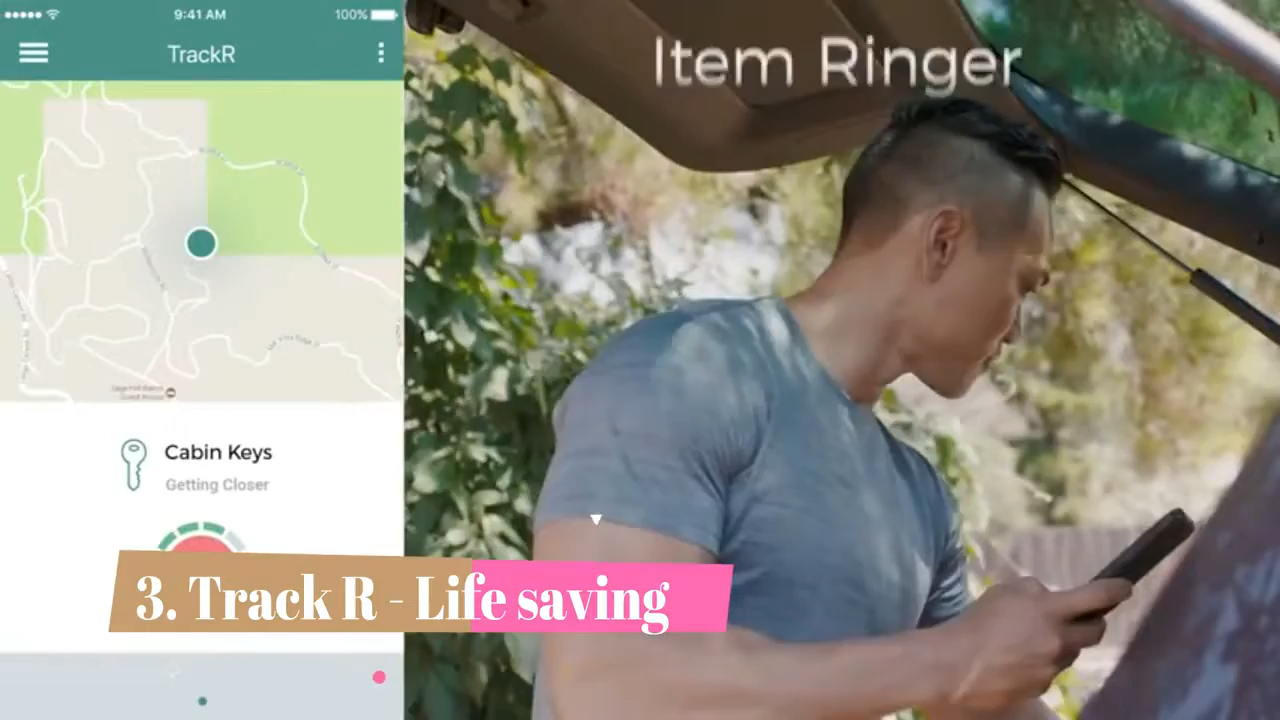 9:41 AM
100%
TrackR
Item Ringer
Cabin Keys
Getting Closer
3. Track R - Life saving